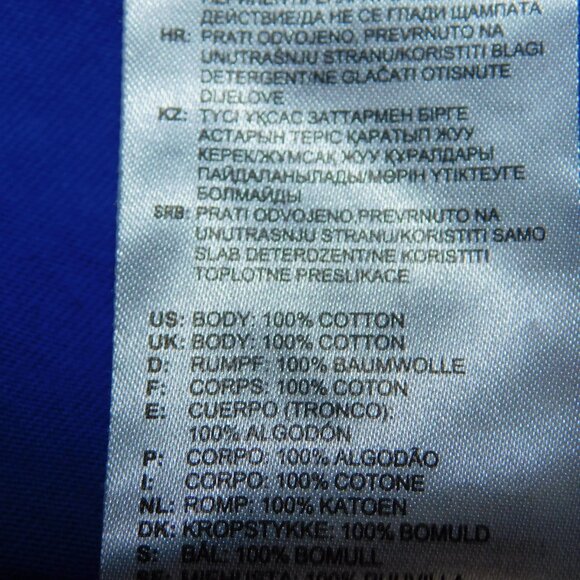 ДЕЙСТВИЕ/ДА НЕ СЕ ГЛАДИ ЩАМПАТА
HR: PRATI ODVOJENO, PREVRNUTO NA
UNUTRAŠNJU STRANU/KORISTITI BLAGI
DETERGENT/NE GLAČATI OTISNUTE
DIJELOVE
KZ: ТҮСІ ҰҚСАС ЗАТТАРМЕН БІРГЕ
АСТАРЫН ТЕРІС ҚАРАТЫП ЖУУ
КЕРЕК/ЖҰМСАҚ ЖУУ ҚҰРАЛДАРЫ
ПАЙДАЛАНЫЛАДЫ/МӨРІН ҮТІКТЕУГЕ
БОЛМАЙДЫ
SRB: PRATI ODVOJENO PREVRNUTO NA
UNUTRASNJU STRANU/KORISTITI SAMO
SLAB DETERDZENT/NE KORISTITI
TOPLOTNE PRESLIKACE
US: BODY: 100% COTTON
UK: BODY: 100% COTTON
D: RUMPF: 100% BAUMWOLLE
F: CORPS: 100% COTON
E: CUERPO (TRONCO):
100% ALGODÓN
P: CORPO: 100% ALGODÃO
I: CORPO: 100% COTONE
NL: ROMP: 100% KATOEN
DK: KROPSTYKKE: 100% BOMULD
S: BÅL: 100% BOMULL